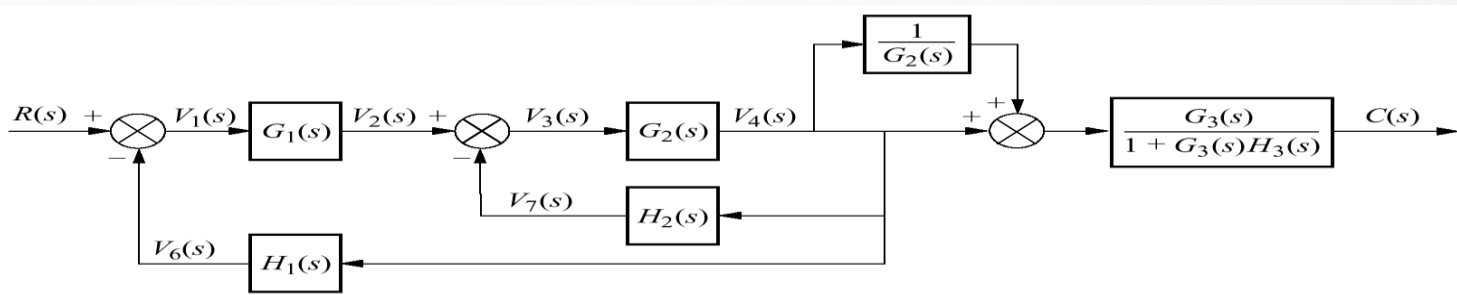 1
G₂(s)
R(s) + V₁(s) G₁(s) V₂(s) + V₃(s) G₂(s) V₄(s) + + G₃(s) C(s)
1 + G₃(s)H₃(s)
− −
V₇(s) H₂(s)
V₆(s) H₁(s)